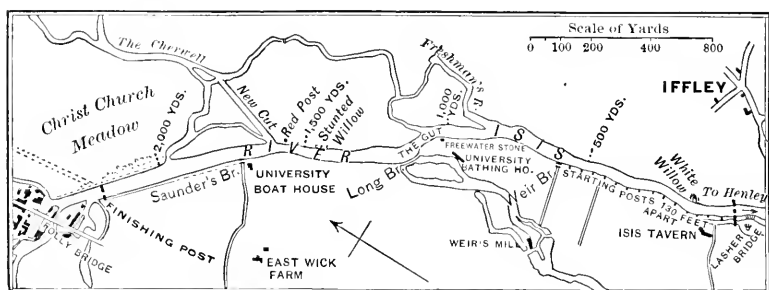 Scale of Yards
0 100 200 400 600 800
The Cherwell
Christ Church
Meadow
2,000 YDS.
New Cut
Red Post
1,500 YDS.
Stunted
Willow
Freshman's R.
1,000
YDS.
IFFLEY
RIVER
ISIS
THE GUT
FREEWATER STONE
UNIVERSITY
BATHING HO.
500 YDS.
White
Willow
To Henley
Saunder's Br.
UNIVERSITY
BOAT HOUSE
Long Br.
Weir Br.
STARTING POSTS 130 FEET
APART
ISIS TAVERN
LASHER &
BRIDGE
FINISHING POST
FOLLY BRIDGE
EAST WICK
FARM
WEIR'S MILL